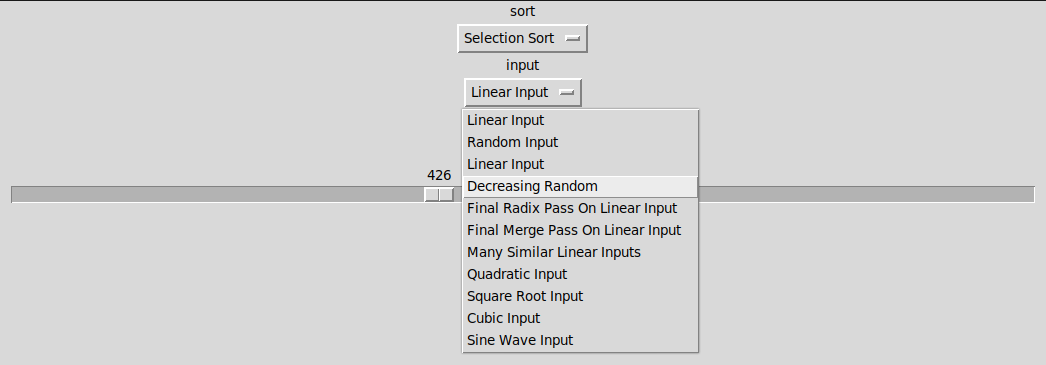 sort
Selection Sort
input
Linear Input
Linear Input
Random Input
Linear Input
426
Decreasing Random
Final Radix Pass On Linear Input
Final Merge Pass On Linear Input
Many Similar Linear Inputs
Quadratic Input
Square Root Input
Cubic Input
Sine Wave Input